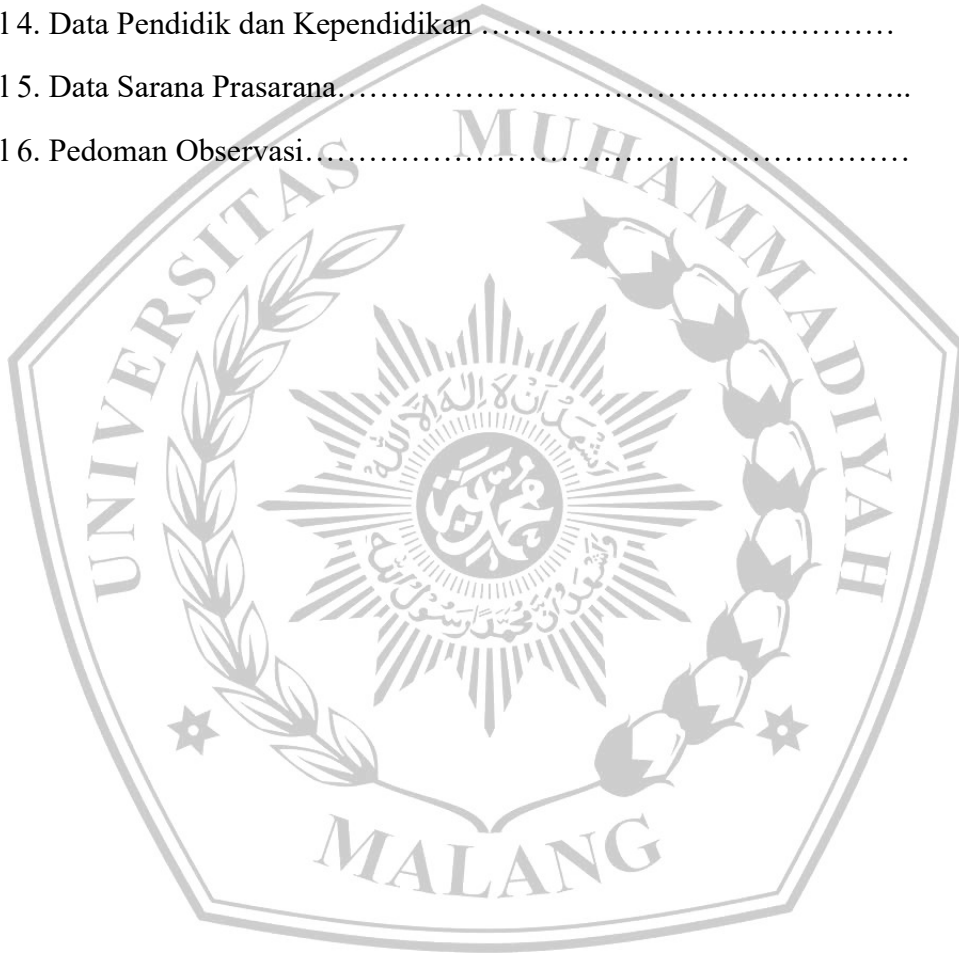 l 4. Data Pendidik dan Kependidikan …….……………………………
l 5. Data Sarana Prasarana…………………………………..…………..
l 6. Pedoman Observasi……………………………………………………
UNIVERSITAS MUHAMMADIYAH
MALANG